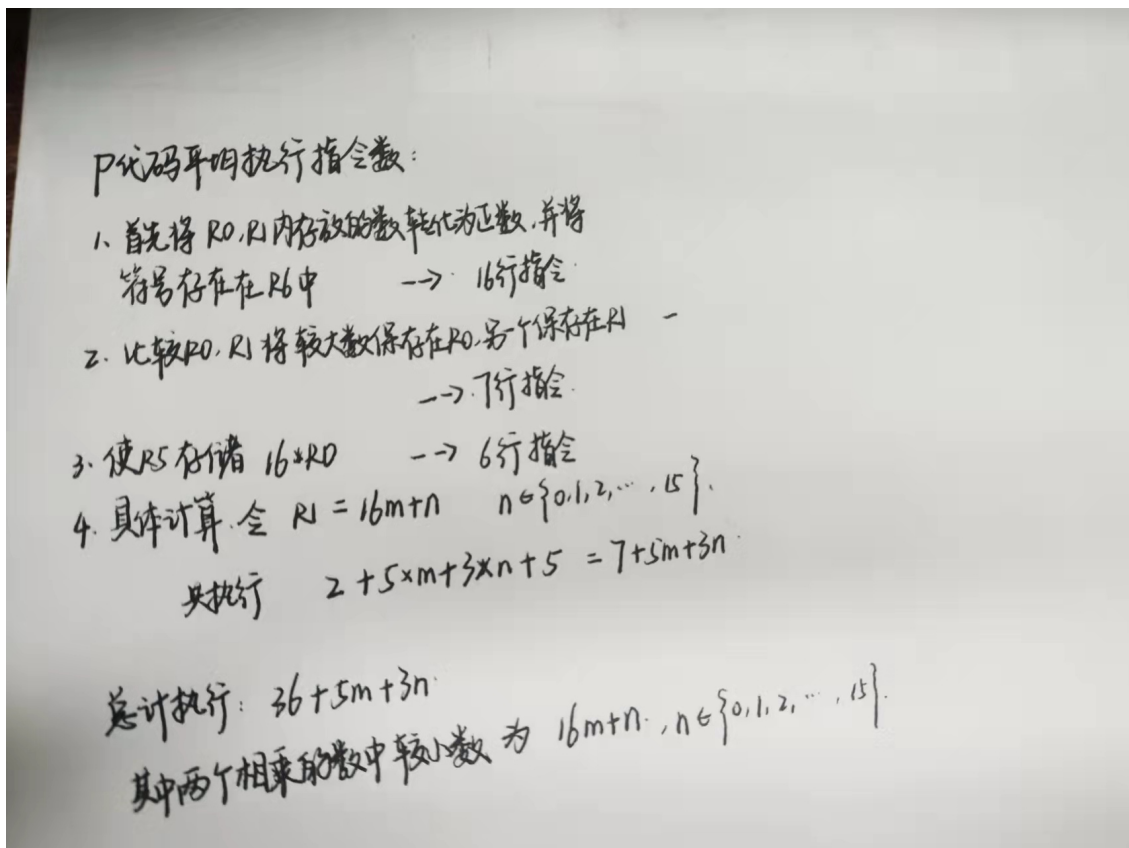 P代码平均执行指令数:
1、首先将 R0, R1内存放的数转化为正数,并将
符号存在在R6中 --> 16行指令
2. 比较R0, R1 将较大数保存在R0, 另一个保存在R1
--> 7行指令.
3. 使R5存储 16*R0 --> 6行指令
4. 具体计算. 令 R1 = 16m+n n∈{0,1,2,…,15}.
共执行 2+5×m+3×n+5 = 7+5m+3n
总计执行: 36+5m+3n.
其中两个相乘的数中较小数为 16m+n, n∈{0,1,2,…,15}.